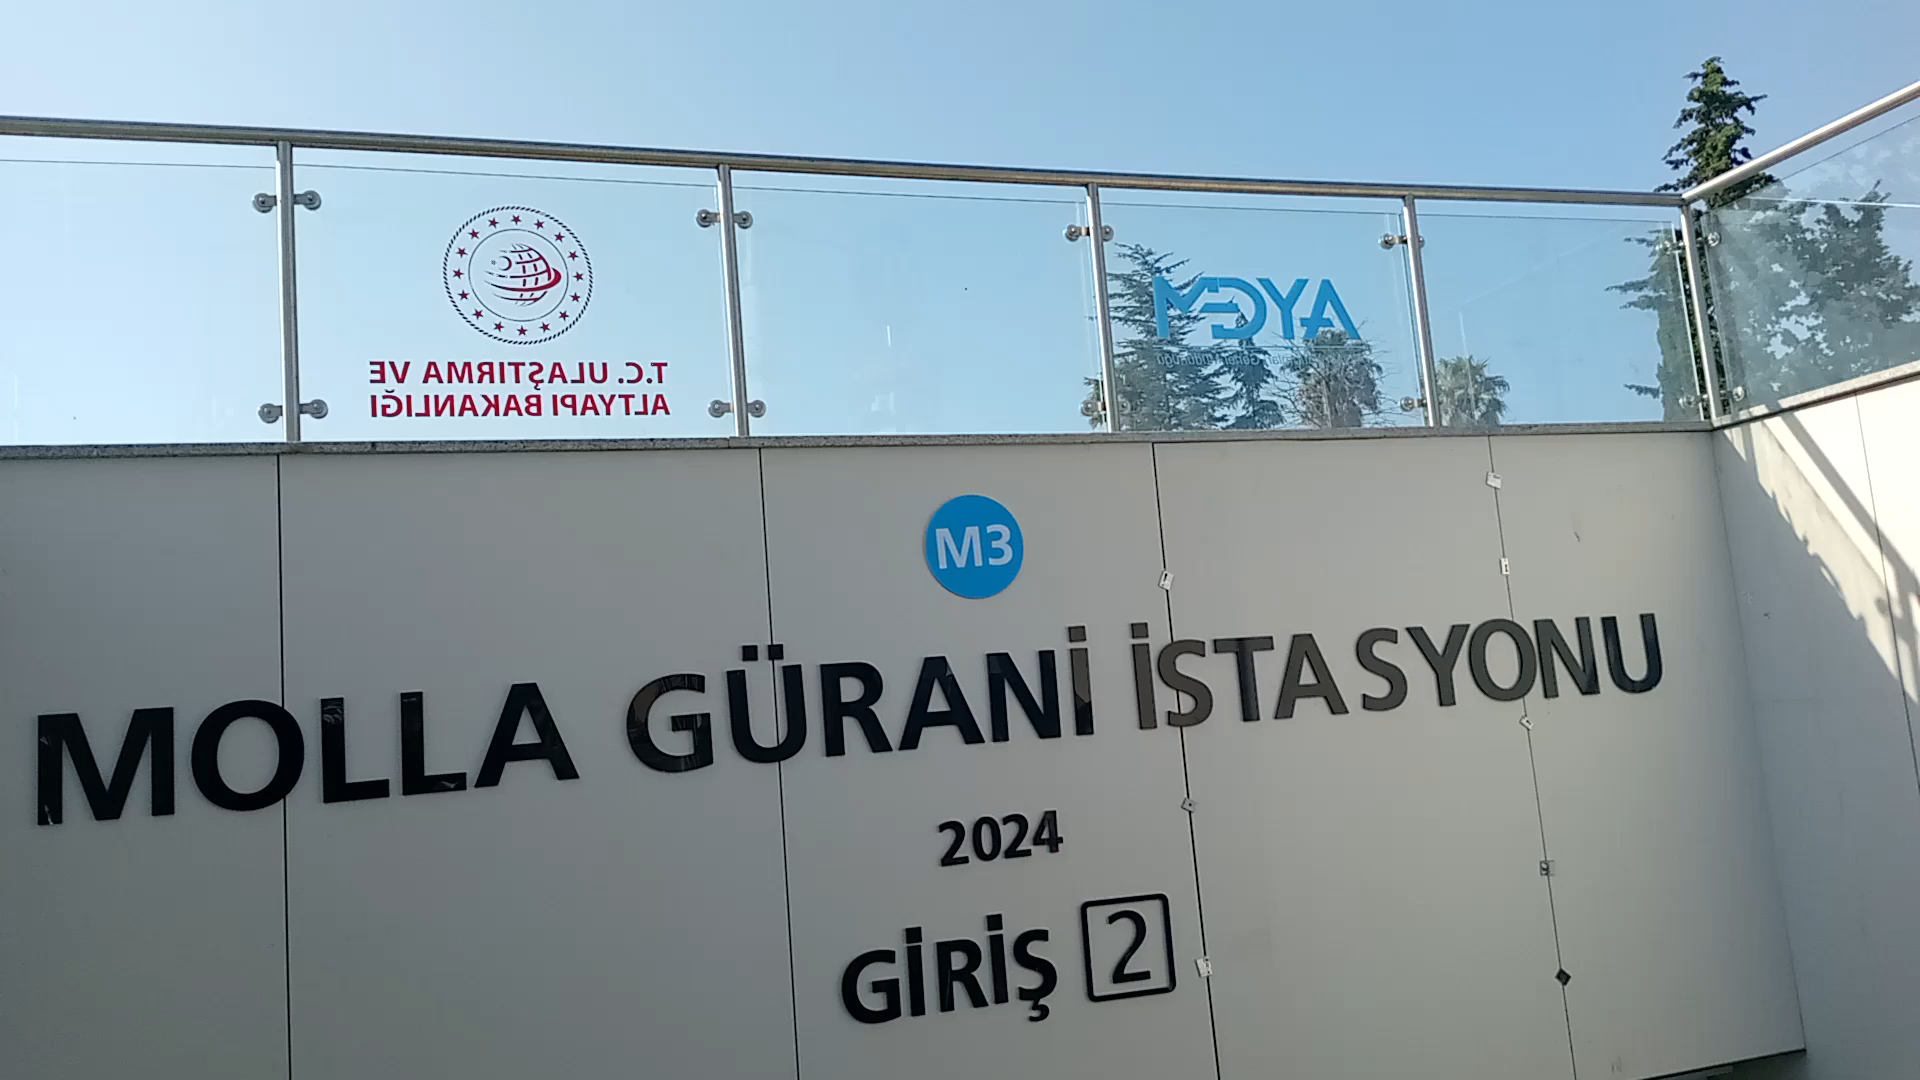 T.C. ULAŞTIRMA VE
ALTYAPI BAKANLIĞI
AYGM
M3
MOLLA GÜRANİ İSTASYONU
2024
GİRİŞ 2